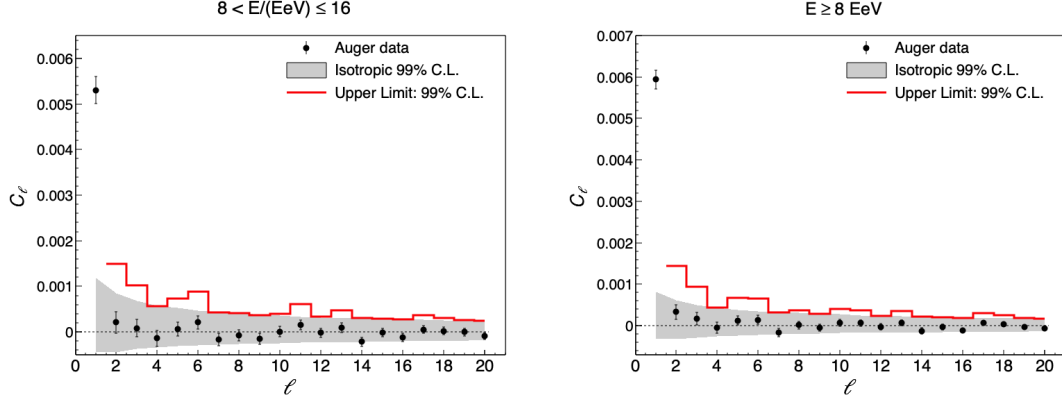 8 < E/(EeV) ≤ 16
Auger data
Isotropic 99% C.L.
Upper Limit: 99% C.L.
0.006
0.005
0.004
0.003
0.002
0.001
0
C_ℓ
0 2 4 6 8 10 12 14 16 18 20
ℓ
E ≥ 8 EeV
Auger data
Isotropic 99% C.L.
Upper Limit: 99% C.L.
0.007
0.006
0.005
0.004
0.003
0.002
0.001
0
C_ℓ
0 2 4 6 8 10 12 14 16 18 20
ℓ